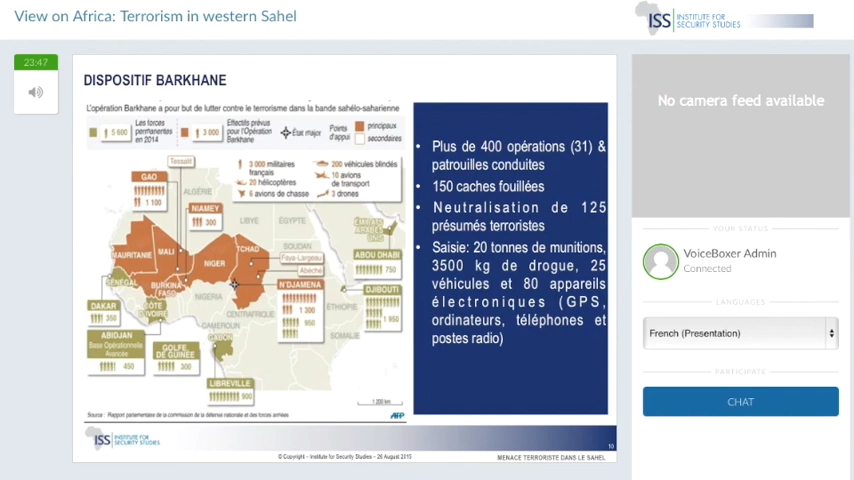 View on Africa: Terrorism in western Sahel
ISS
INSTITUTE FOR
SECURITY STUDIES
23:47
DISPOSITIF BARKHANE
L'opération Barkhane a pour but de lutter contre le terrorisme dans la bande sahélo-saharienne
5 600
Les forces
permanentes
en 2014
3 000
Effectifs prévus
pour l'Opération
Barkhane
État major
Points
d'appui
principaux
secondaires
Tessalit
3 000 militaires
français
20 hélicoptères
6 avions de chasse
200 véhicules blindés
10 avions
de transport
3 drones
GAO
1 100
ALGÉRIE
NIAMEY
300
LIBYE
ÉGYPTE
ÉMIRATS
ARABES
UNIS
MAURITANIE
MALI
NIGER
TCHAD
SOUDAN
Faya-Largeau
Abéché
ABOU DHABI
750
SÉNÉGAL
BURKINA
FASO
NIGERIA
N'DJAMENA
1 300
950
DJIBOUTI
1 950
ÉTHIOPIE
DAKAR
350
CÔTE
D'IVOIRE
CENTRAFRIQUE
CAMEROUN
SOMALIE
ABIDJAN
Base Opérationnelle
Avancée
450
GOLFE
DE GUINÉE
300
GABON
LIBREVILLE
900
1 200 km
Source : Rapport parlementaire de la commission de la défense nationale et des forces armées
AFP
• Plus de 400 opérations (31) &
patrouilles conduites
• 150 caches fouillées
• Neutralisation de 125
présumés terroristes
• Saisie: 20 tonnes de munitions,
3500 kg de drogue, 25
véhicules et 80 appareils
électroniques (GPS,
ordinateurs, téléphones et
postes radio)
ISS
INSTITUTE FOR
SECURITY STUDIES
10
© Copyright – Institute for Security Studies – 26 August 2015
MENACE TERRORISTE DANS LE SAHEL
No camera feed available
YOUR STATUS
VoiceBoxer Admin
Connected
LANGUAGES
French (Presentation)
PARTICIPATE
CHAT